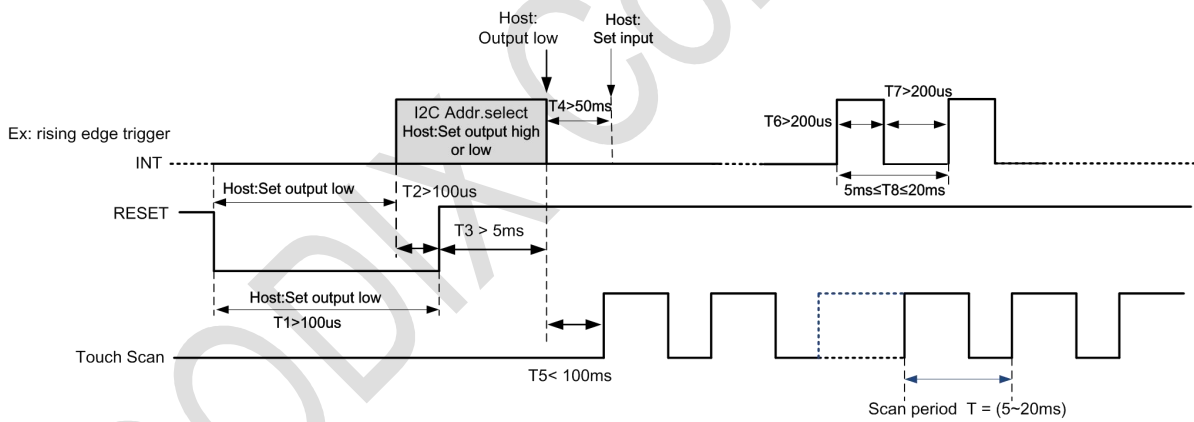 Host:
Output low
Host:
Set input
I2C Addr.select
Host:Set output high
or low
T4>50ms
T7>200us
T6>200us
Ex: rising edge trigger
INT
Host:Set output low
T2>100us
5ms≤T8≤20ms
RESET
T3 > 5ms
Host:Set output low
T1>100us
Touch Scan
T5< 100ms
Scan period T = (5~20ms)